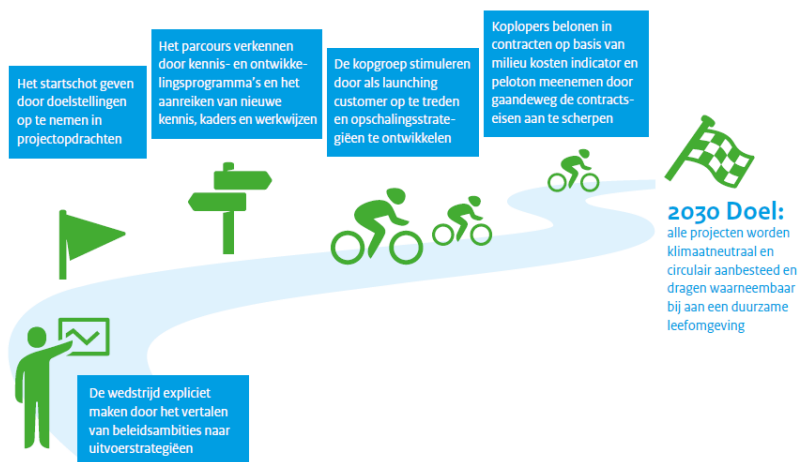 Het startschot geven
door doelstellingen
op te nemen in
projectopdrachten
Het parcours verkennen
door kennis- en ontwikke-
lingsprogramma's en het
aanreiken van nieuwe
kennis, kaders en werkwijzen
De kopgroep stimuleren
door als launching
customer op te treden
en opschalingsstrate-
giëen te ontwikkelen
Koplopers belonen in
contracten op basis van
milieu kosten indicator en
peloton meenemen door
gaandeweg de contracts-
eisen aan te scherpen
2030 Doel:
alle projecten worden
klimaatneutraal en
circulair aanbesteed en
dragen waarneembaar
bij aan een duurzame
leefomgeving
De wedstrijd expliciet
maken door het vertalen
van beleidsambities naar
uitvoerstrategiëen